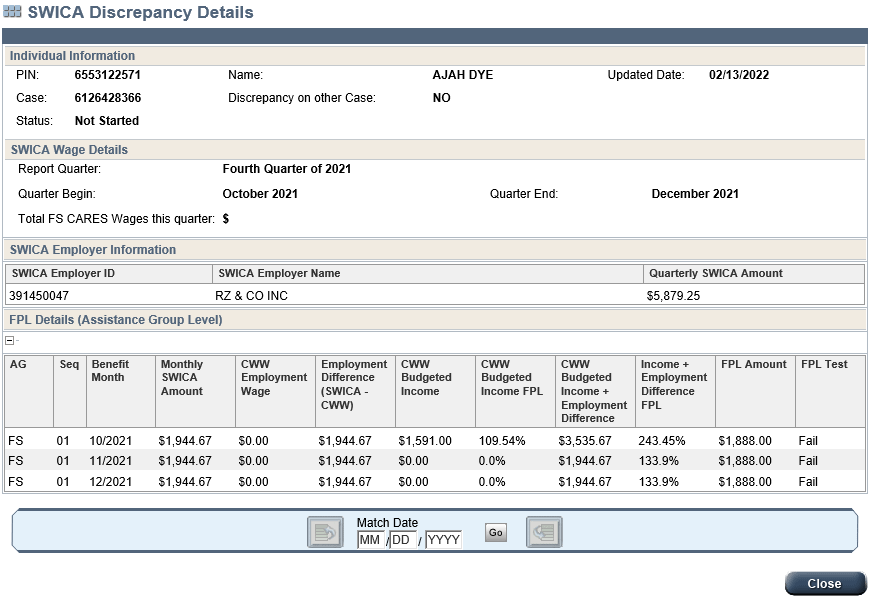 SWICA Discrepancy Details
Individual Information
PIN: 6553122571 Name: AJAH DYE Updated Date: 02/13/2022
Case: 6126428366 Discrepancy on other Case: NO
Status: Not Started
SWICA Wage Details
Report Quarter: Fourth Quarter of 2021
Quarter Begin: October 2021 Quarter End: December 2021
Total FS CARES Wages this quarter: $
SWICA Employer Information
SWICA Employer ID SWICA Employer Name Quarterly SWICA Amount
391450047 RZ & CO INC $5,879.25
FPL Details (Assistance Group Level)
AG Seq Benefit Monthly CWW Employment CWW CWW CWW Income + FPL Amount FPL Test
Month SWICA Employment Difference Budgeted Budgeted Budgeted Employment
Amount Wage (SWICA - Income Income FPL Income + Difference
CWW) Employment FPL
Difference
FS 01 10/2021 $1,944.67 $0.00 $1,944.67 $1,591.00 109.54% $3,535.67 243.45% $1,888.00 Fail
FS 01 11/2021 $1,944.67 $0.00 $1,944.67 $0.00 0.0% $1,944.67 133.9% $1,888.00 Fail
FS 01 12/2021 $1,944.67 $0.00 $1,944.67 $0.00 0.0% $1,944.67 133.9% $1,888.00 Fail
Match Date
MM / DD / YYYY Go
Close